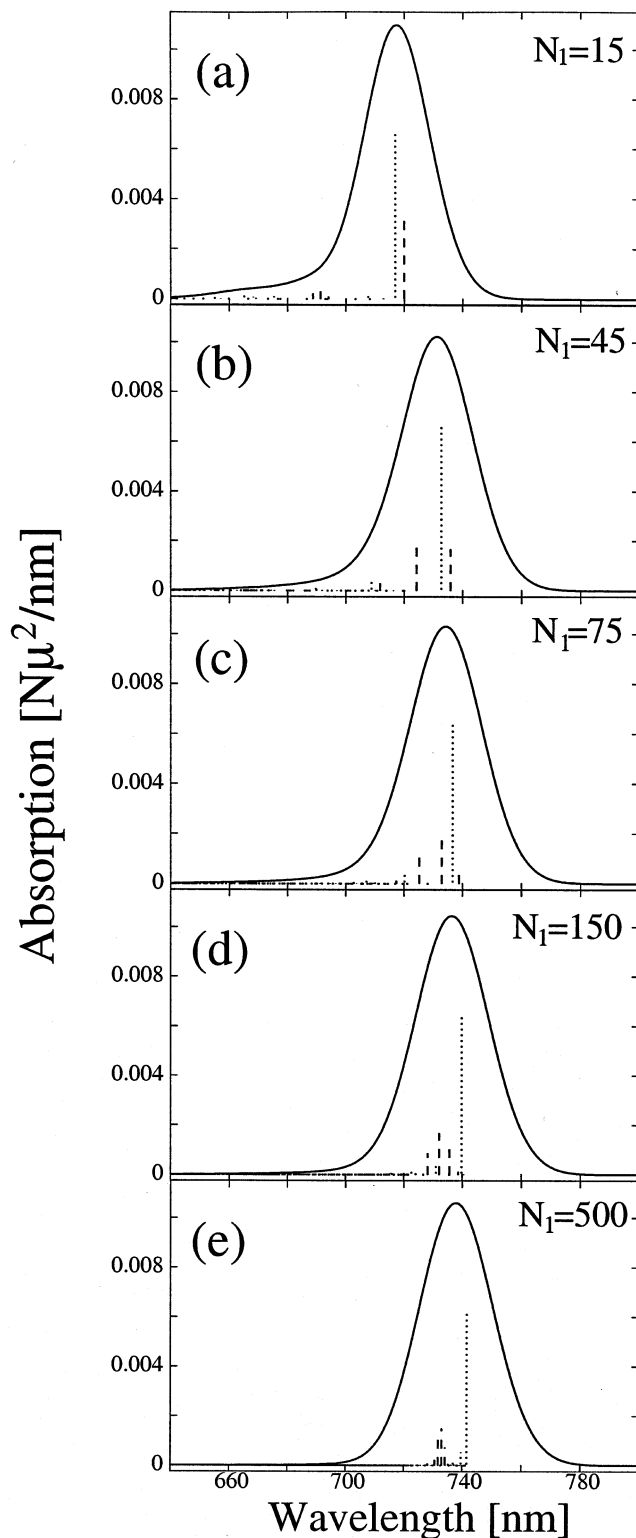 (a)
N₁=15
0.008
0.004
0
(b)
N₁=45
0.008
0.004
0
(c)
N₁=75
0.008
0.004
0
(d)
N₁=150
0.008
0.004
0
(e)
N₁=500
0.008
0.004
0
660
700
740
780
Wavelength [nm]
Absorption [Nμ²/nm]